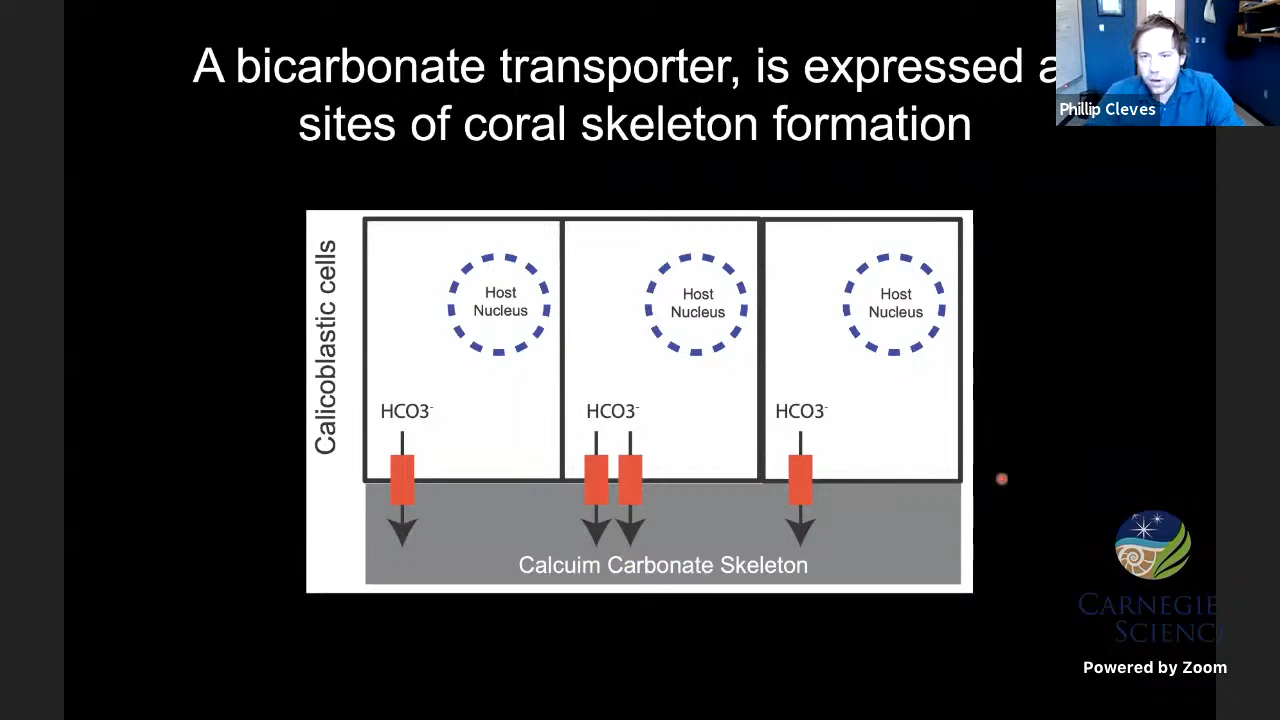 A bicarbonate transporter, is expressed a
sites of coral skeleton formation
Phillip Cleves
Calicoblastic cells
Host
Nucleus
Host
Nucleus
Host
Nucleus
HCO3-
HCO3-
HCO3-
Calcuim Carbonate Skeleton
CARNEGIE
SCIENC
Powered by Zoom